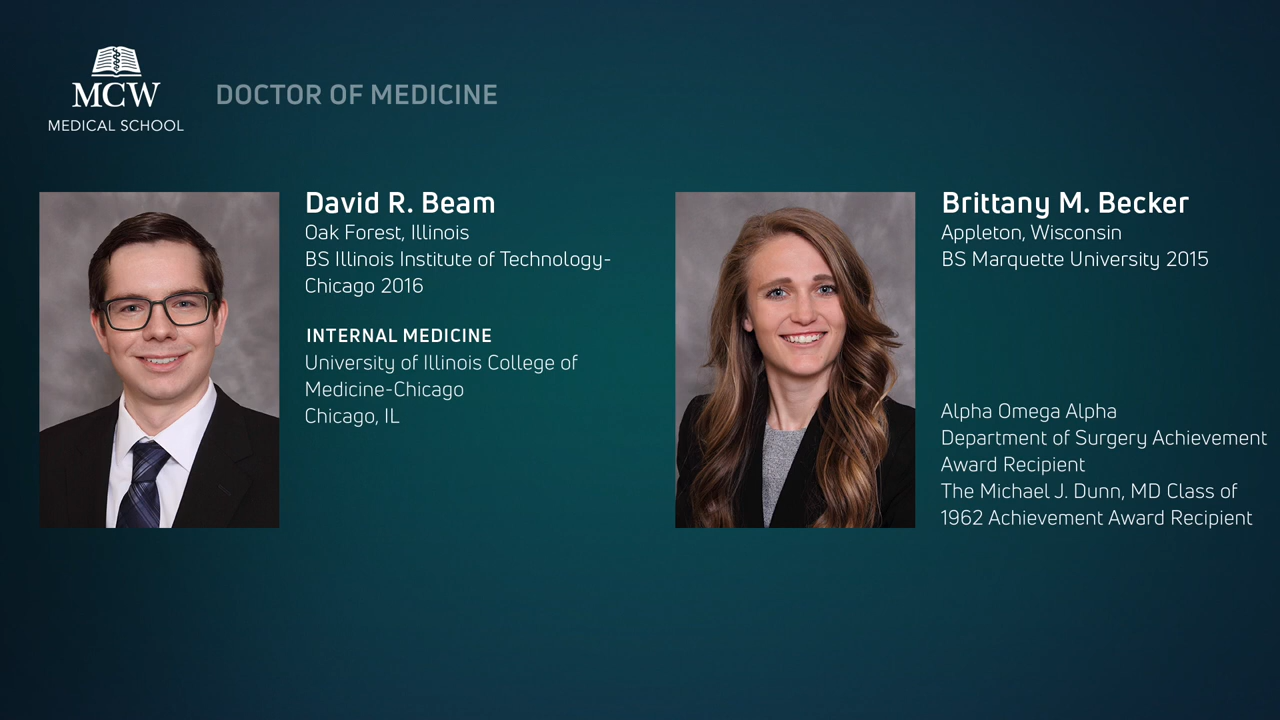 MCW
MEDICAL SCHOOL
DOCTOR OF MEDICINE
David R. Beam
Oak Forest, Illinois
BS Illinois Institute of Technology-
Chicago 2016
INTERNAL MEDICINE
University of Illinois College of
Medicine-Chicago
Chicago, IL
Brittany M. Becker
Appleton, Wisconsin
BS Marquette University 2015
Alpha Omega Alpha
Department of Surgery Achievement
Award Recipient
The Michael J. Dunn, MD Class of
1962 Achievement Award Recipient